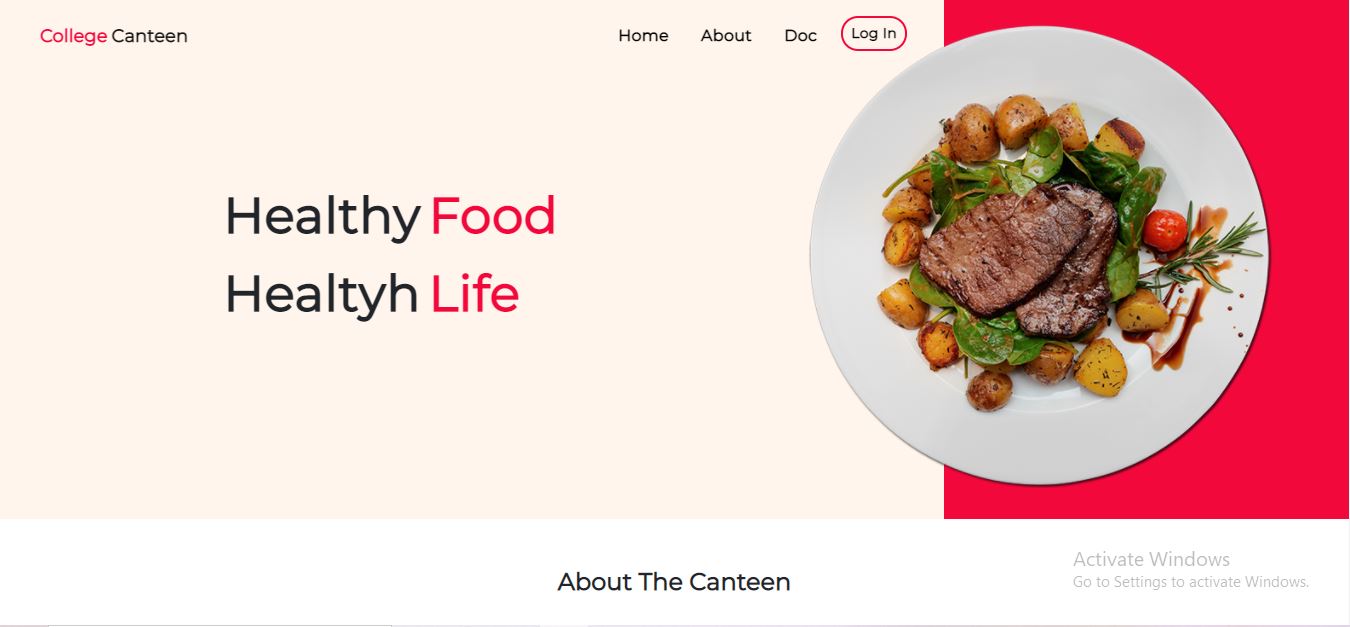 College Canteen
Home About Doc Log In
Healthy Food
Healtyh Life
About The Canteen
Activate Windows
Go to Settings to activate Windows.